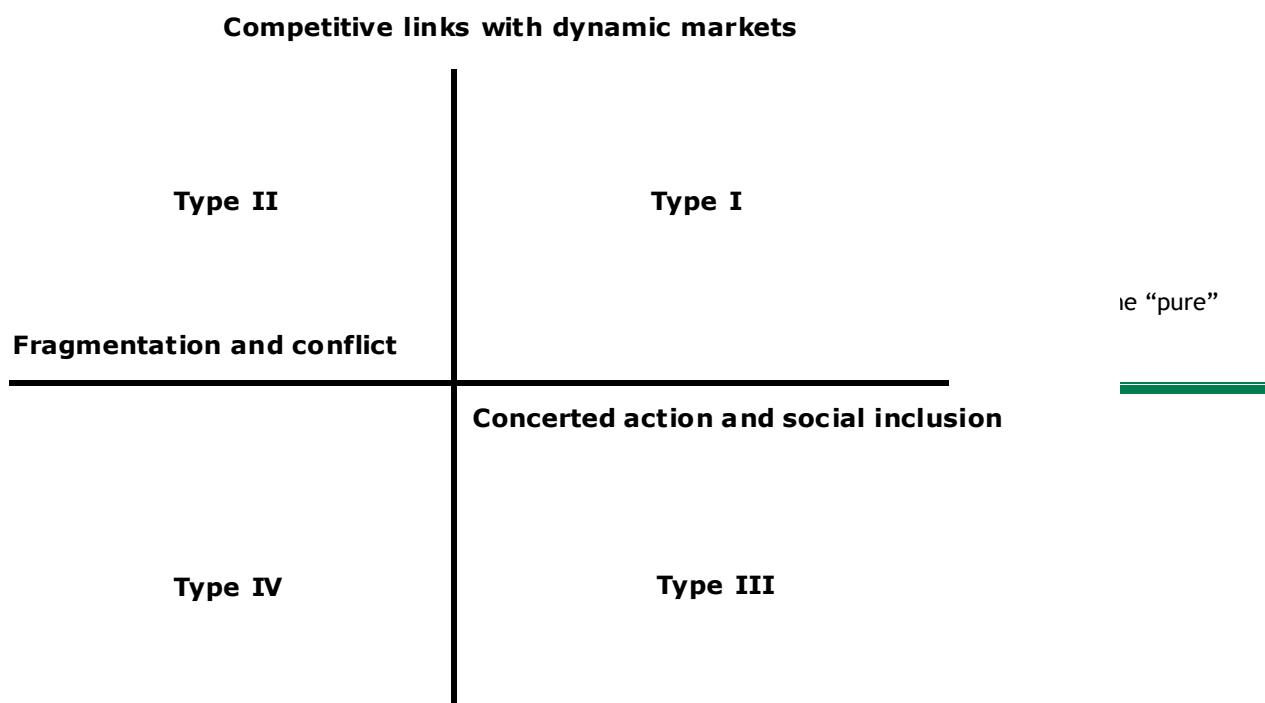 Competitive links with dynamic markets
Type II
Type I
"pure"
Fragmentation and conflict
Concerted action and social inclusion
Type IV
Type III